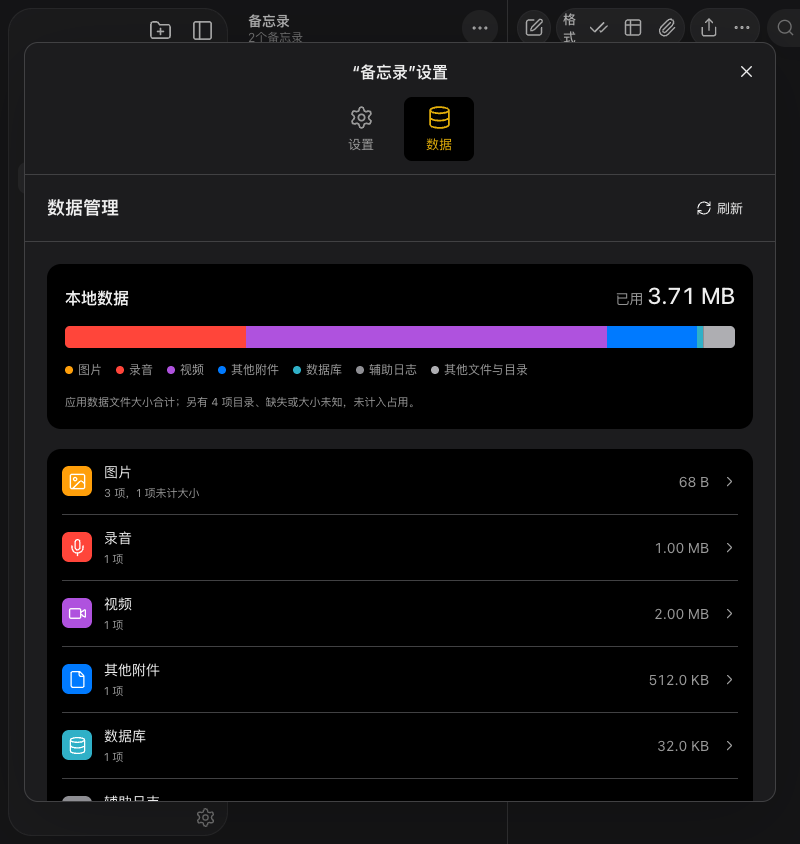 备忘录
2个备忘录
格式
“备忘录”设置
设置
数据
数据管理
刷新
本地数据
已用 3.71 MB
图片 录音 视频 其他附件 数据库 辅助日志 其他文件与目录
应用数据文件大小合计；另有 4 项目录、缺失或大小未知，未计入占用。
图片
3 项，1 项未计大小
68 B
录音
1 项
1.00 MB
视频
1 项
2.00 MB
其他附件
1 项
512.0 KB
数据库
1 项
32.0 KB
辅助日志